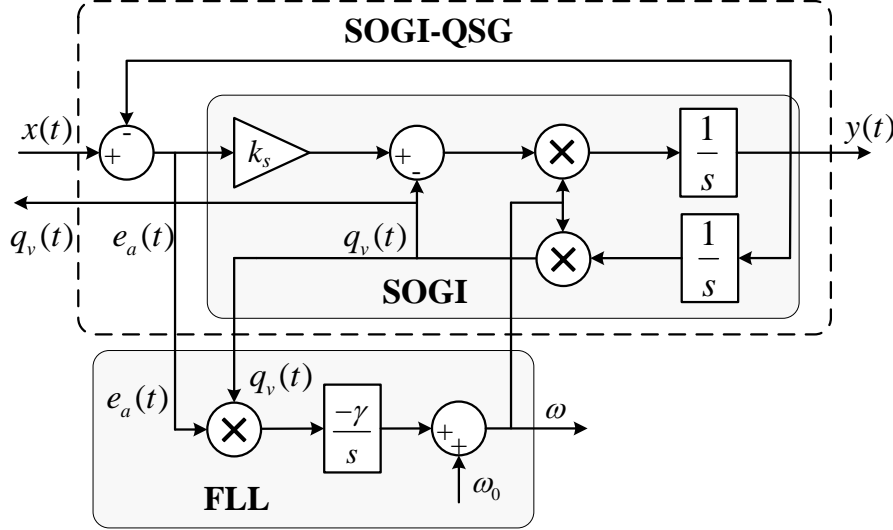 SOGI-QSG
x(t)
-
+
k_s
+
-
×
1/s
y(t)
q_v(t)
e_a(t)
q_v(t)
×
1/s
SOGI
e_a(t)
q_v(t)
×
-γ/s
+
+
ω
ω_0
FLL